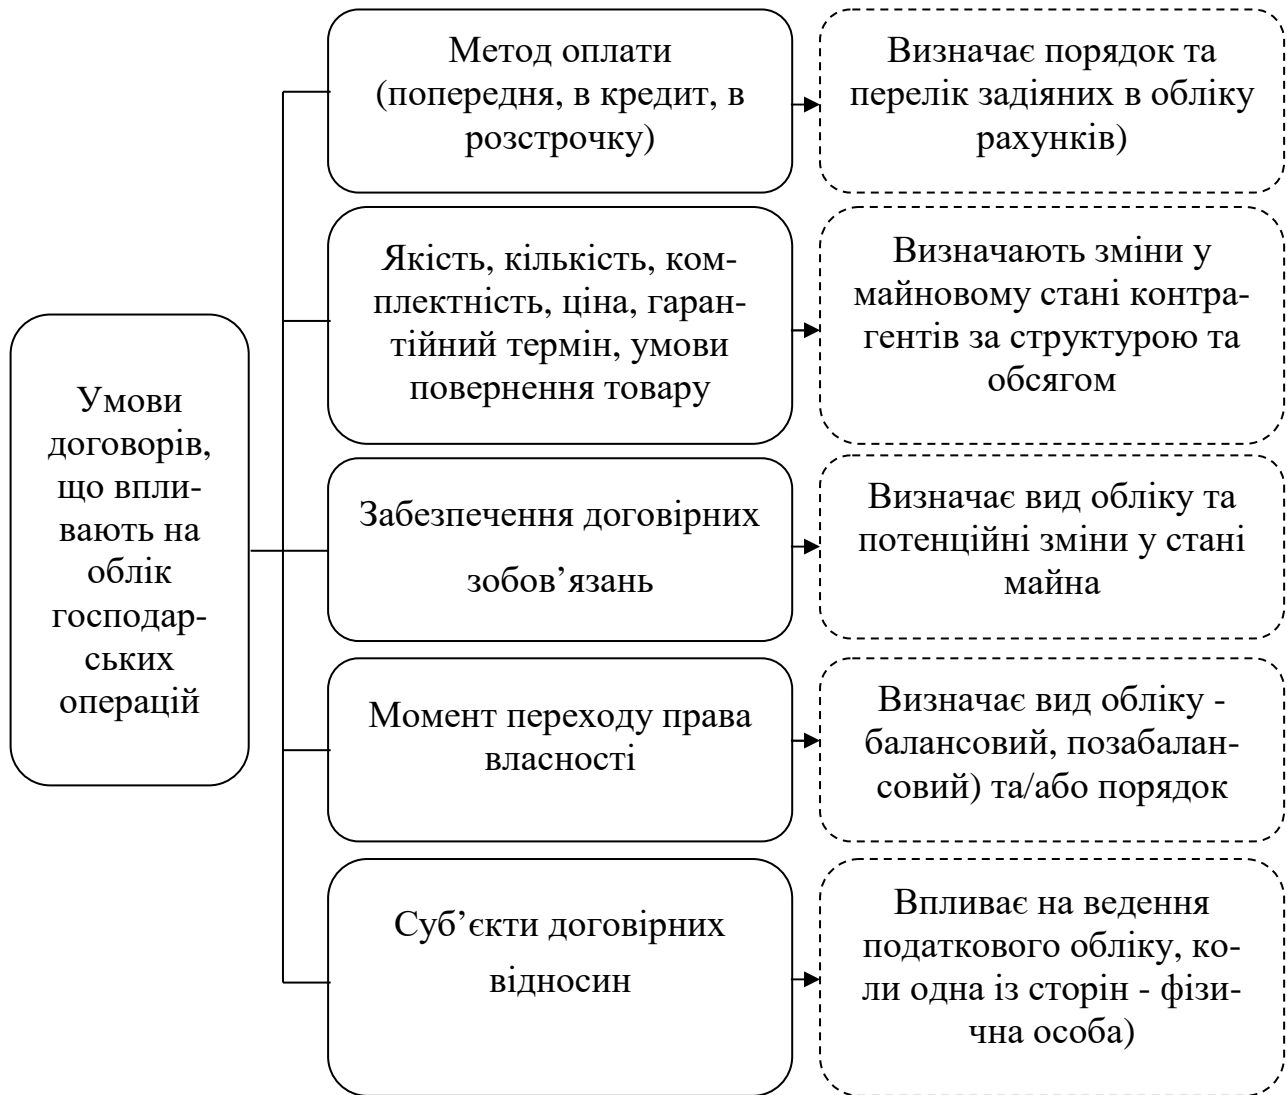 Умови
договорів,
що впли-
вають на
облік
господар-
ських
операцій
Метод оплати
(попередня, в кредит, в
розстрочку)
Визначає порядок та
перелік задіяних в обліку
рахунків)
Якість, кількість, ком-
плектність, ціна, гаран-
тійний термін, умови
повернення товару
Визначають зміни у
майновому стані контра-
гентів за структурою та
обсягом
Забезпечення договірних
зобов’язань
Визначає вид обліку та
потенційні зміни у стані
майна
Момент переходу права
власності
Визначає вид обліку -
балансовий, позабалан-
совий) та/або порядок
Суб’єкти договірних
відносин
Впливає на ведення
податкового обліку, ко-
ли одна із сторін - фізи-
чна особа)